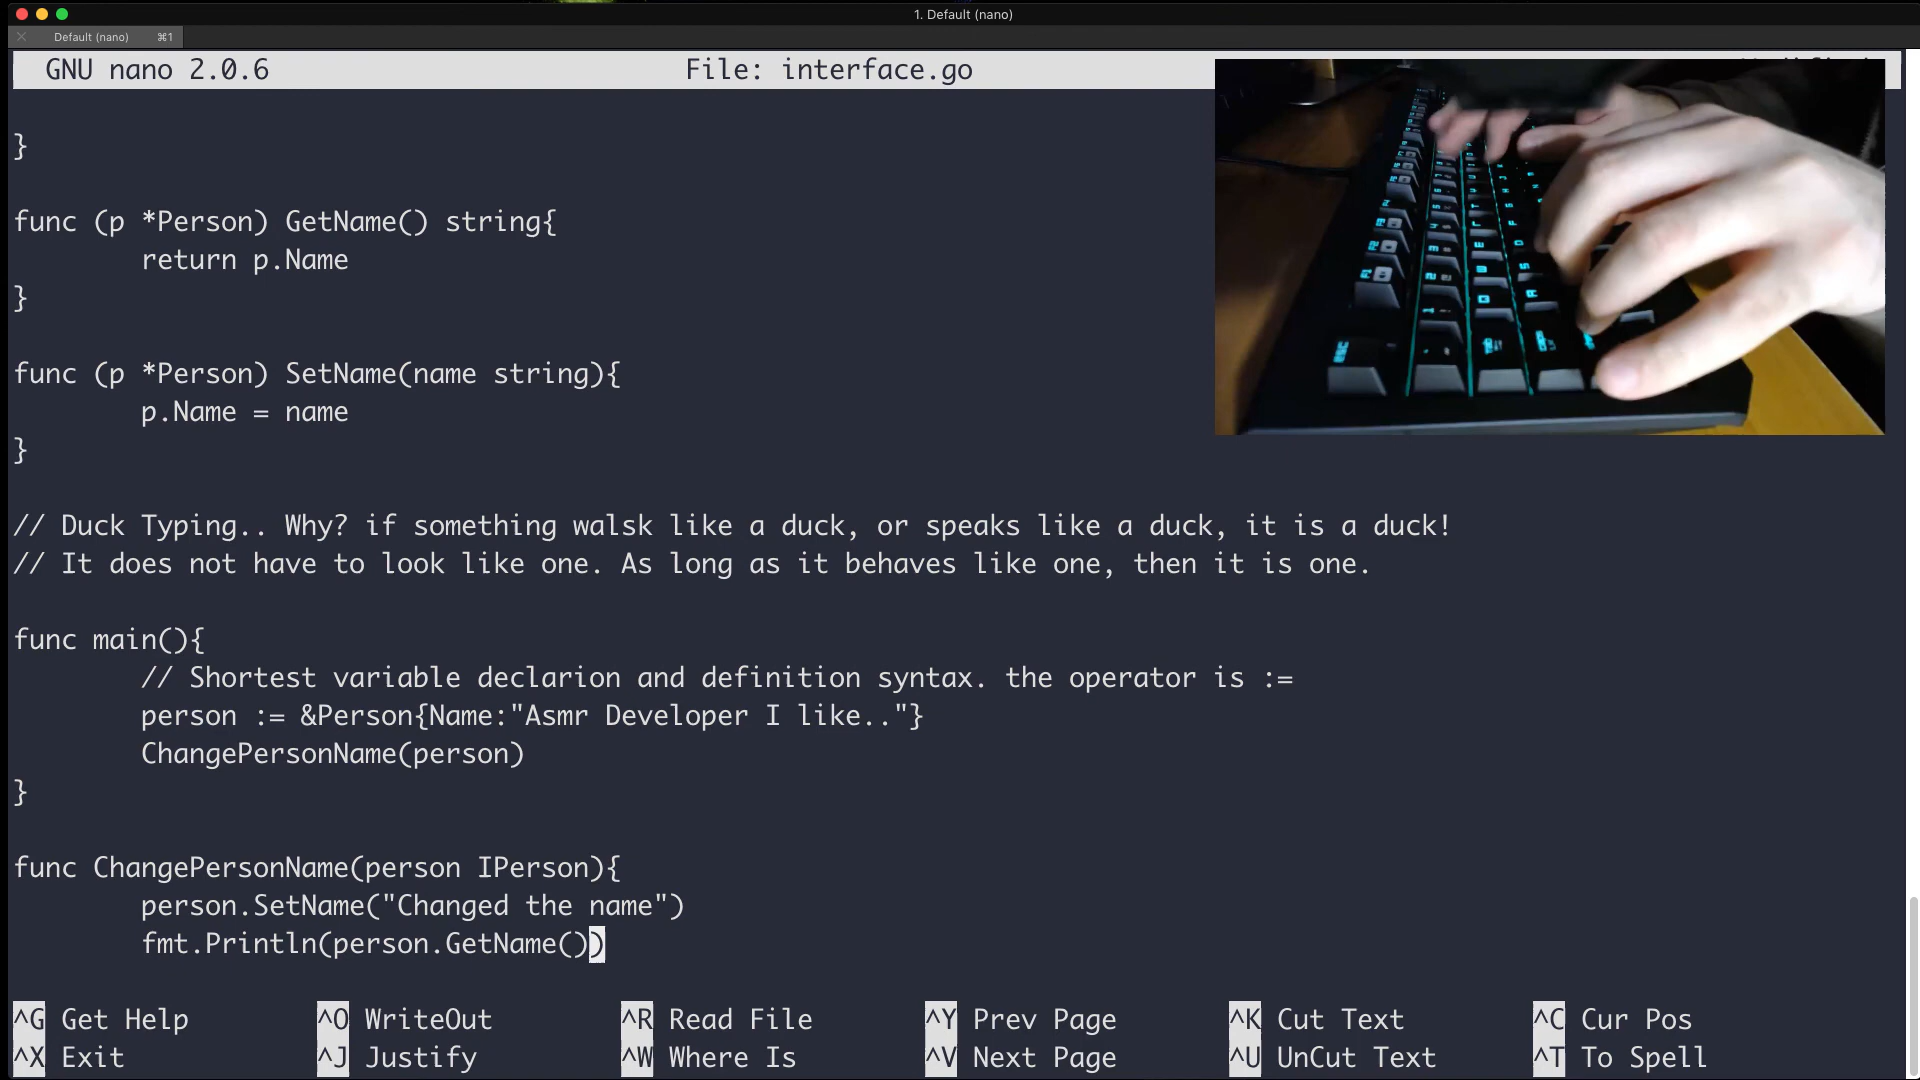 1. Default (nano)
Default (nano) ⌘1
GNU nano 2.0.6 File: interface.go
}
func (p *Person) GetName() string{
return p.Name
}
func (p *Person) SetName(name string){
p.Name = name
}
// Duck Typing.. Why? if something walsk like a duck, or speaks like a duck, it is a duck!
// It does not have to look like one. As long as it behaves like one, then it is one.
func main(){
// Shortest variable declarion and definition syntax. the operator is :=
person := &Person{Name:"Asmr Developer I like.."}
ChangePersonName(person)
}
func ChangePersonName(person IPerson){
person.SetName("Changed the name")
fmt.Println(person.GetName())
^G Get Help ^O WriteOut ^R Read File ^Y Prev Page ^K Cut Text ^C Cur Pos
^X Exit ^J Justify ^W Where Is ^V Next Page ^U UnCut Text ^T To Spell